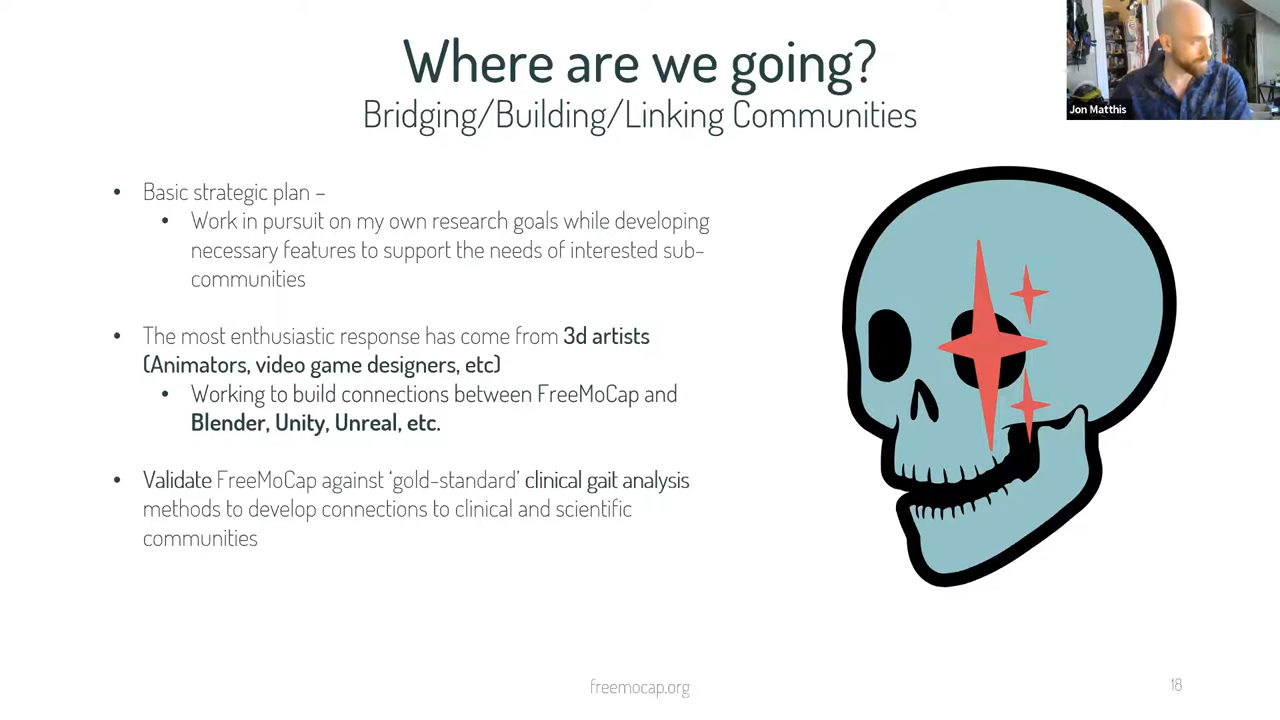 Where are we going?
Bridging/Building/Linking Communities
Jon Matthis
• Basic strategic plan –
• Work in pursuit on my own research goals while developing
necessary features to support the needs of interested sub-
communities
• The most enthusiastic response has come from 3d artists
(Animators, video game designers, etc)
• Working to build connections between FreeMoCap and
Blender, Unity, Unreal, etc.
• Validate FreeMoCap against ‘gold-standard’ clinical gait analysis
methods to develop connections to clinical and scientific
communities
freemocap.org
18